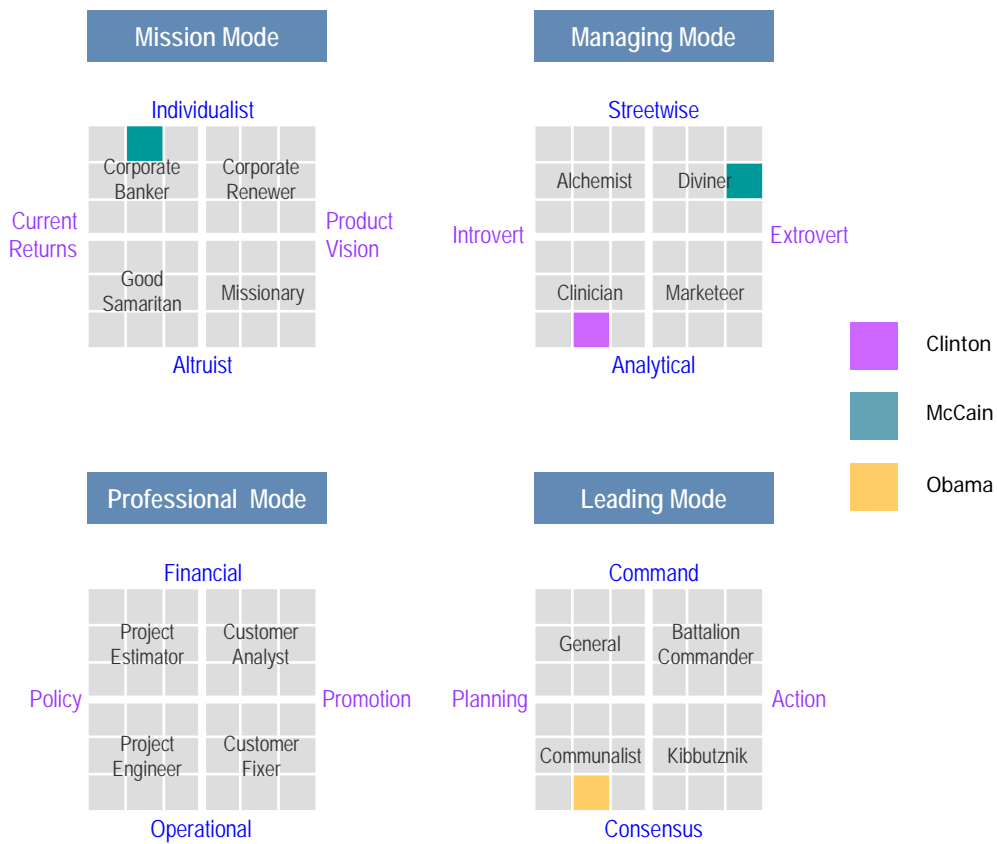 Mission Mode
Managing Mode
Individualist
Streetwise
Corporate
Banker
Corporate
Renewer
Alchemist
Diviner
Current
Returns
Product
Vision
Introvert
Extrovert
Good
Samaritan
Missionary
Clinician
Marketeer
Altruist
Analytical
Clinton
McCain
Obama
Professional Mode
Leading Mode
Financial
Command
Project
Estimator
Customer
Analyst
General
Battalion
Commander
Policy
Promotion
Planning
Action
Project
Engineer
Customer
Fixer
Communalist
Kibbutznik
Operational
Consensus